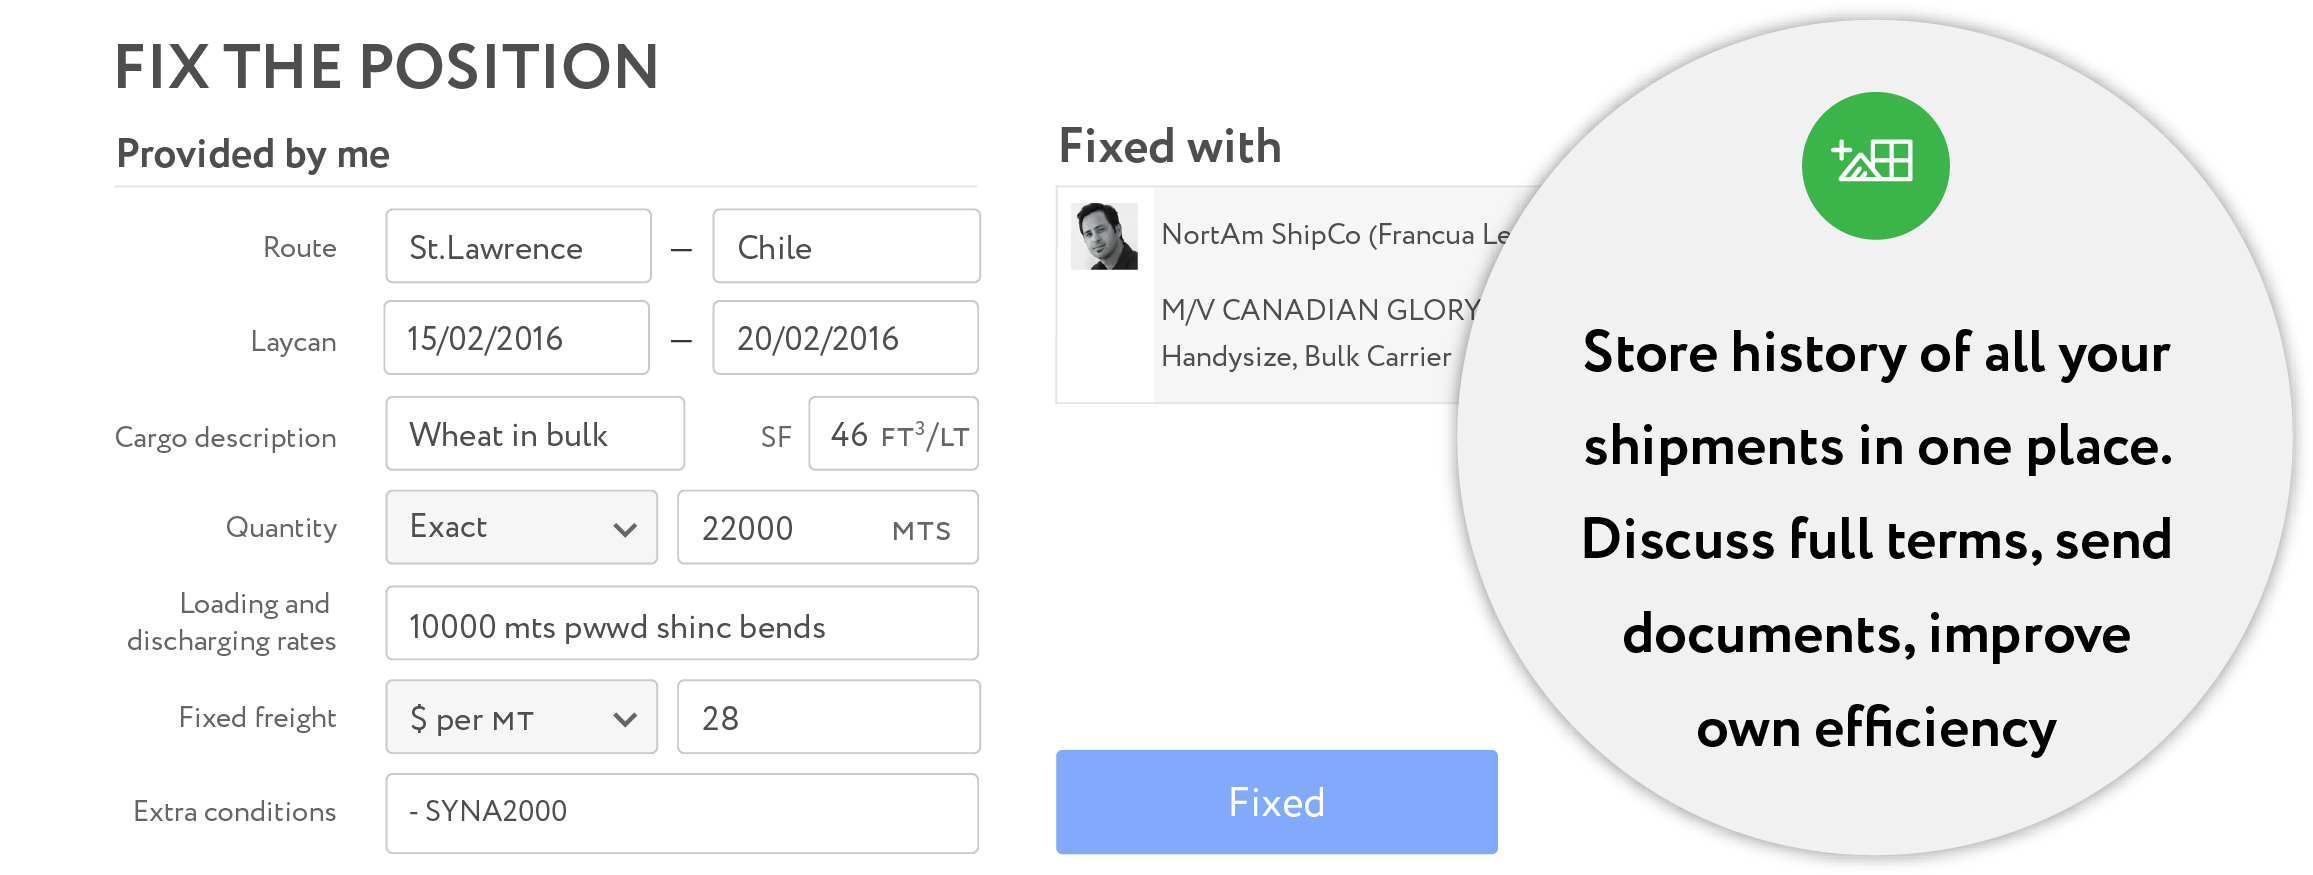 FIX THE POSITION
Provided by me
Route St.Lawrence – Chile
Laycan 15/02/2016 – 20/02/2016
Cargo description Wheat in bulk SF 46 FT³/LT
Quantity Exact 22000 MTS
Loading and
discharging rates 10000 mts pwwd shinc bends
Fixed freight $ per MT 28
Extra conditions - SYNA2000
Fixed with
NortAm ShipCo (Francua
M/V CANADIAN GLORY
Handysize, Bulk Carrier
Fixed
Store history of all your
shipments in one place.
Discuss full terms, send
documents, improve
own efficiency